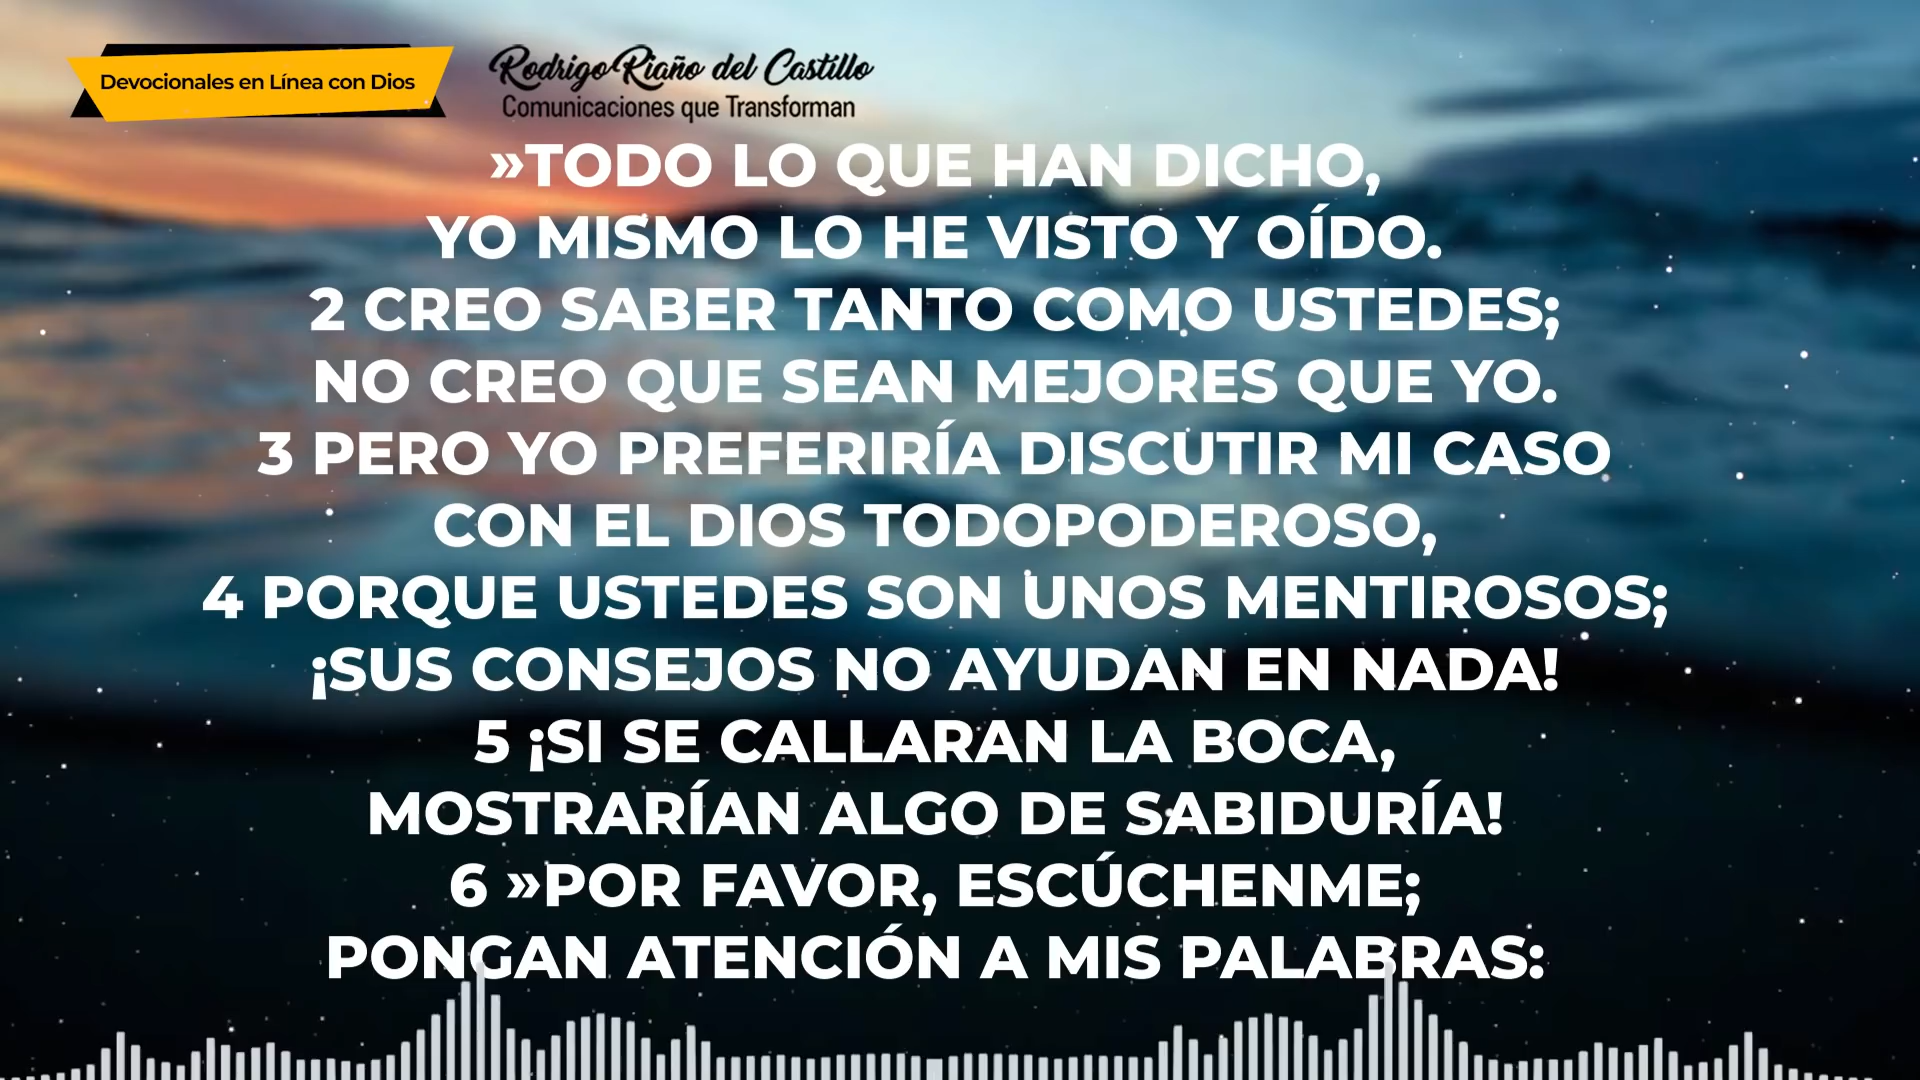 Devocionales en Línea con Dios
Rodrigo Riaño del Castillo
Comunicaciones que Transforman
»TODO LO QUE HAN DICHO,
YO MISMO LO HE VISTO Y OÍDO.
2 CREO SABER TANTO COMO USTEDES;
NO CREO QUE SEAN MEJORES QUE YO.
3 PERO YO PREFERIRÍA DISCUTIR MI CASO
CON EL DIOS TODOPODEROSO,
4 PORQUE USTEDES SON UNOS MENTIROSOS;
¡SUS CONSEJOS NO AYUDAN EN NADA!
5 ¡SI SE CALLARAN LA BOCA,
MOSTRARÍAN ALGO DE SABIDURÍA!
6 »POR FAVOR, ESCÚCHENME;
PONGAN ATENCIÓN A MIS PALABRAS: